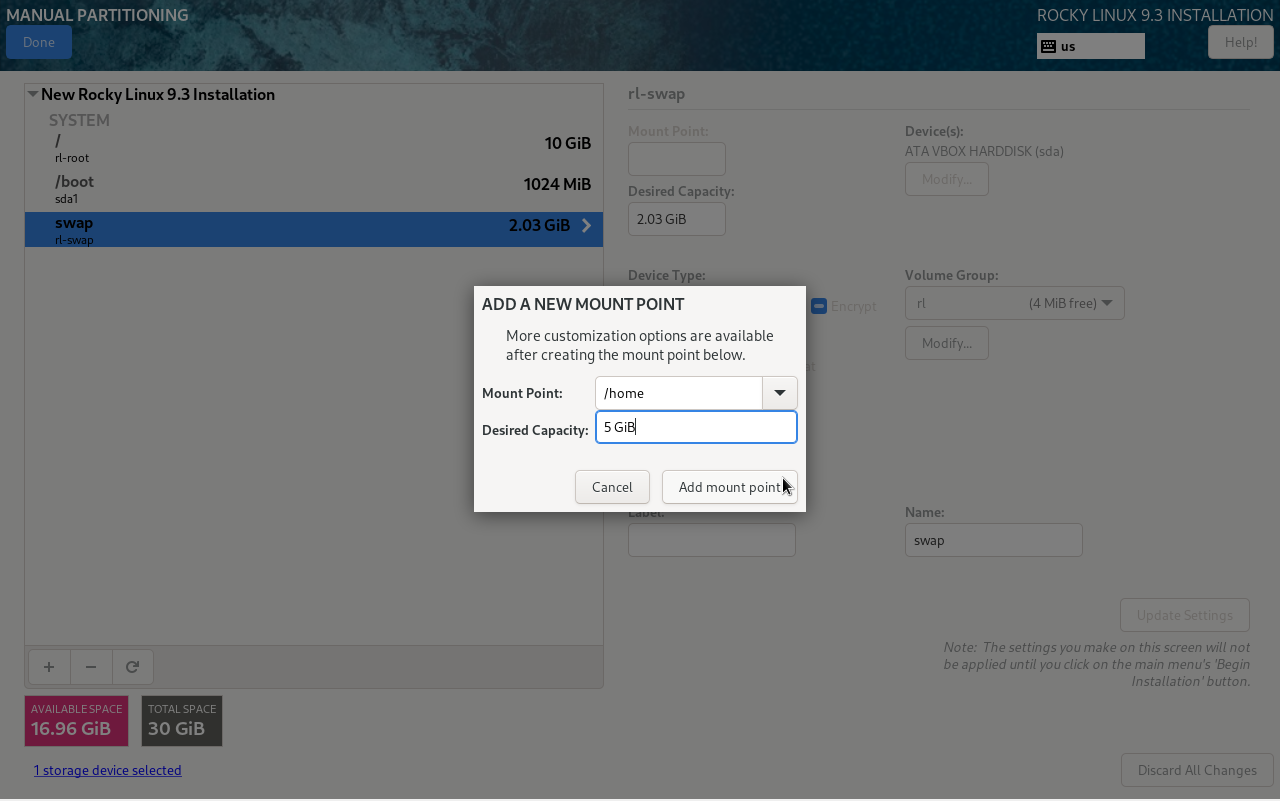 MANUAL PARTITIONING
ROCKY LINUX 9.3 INSTALLATION
Done
us
Help!
New Rocky Linux 9.3 Installation
SYSTEM
/
rl-root
10 GiB
/boot
sda1
1024 MiB
swap
rl-swap
2.03 GiB
rl-swap
Mount Point:
Device(s):
ATA VBOX HARDDISK (sda)
Modify...
Desired Capacity:
2.03 GiB
Device Type:
Volume Group:
Encrypt
rl (4 MiB free)
Modify...
ADD A NEW MOUNT POINT
More customization options are available
after creating the mount point below.
Mount Point: /home
Desired Capacity: 5 GiB
Cancel
Add mount point
Label:
Name:
swap
Update Settings
Note: The settings you make on this screen will not
be applied until you click on the main menu's 'Begin
Installation' button.
+ −
AVAILABLE SPACE
16.96 GiB
TOTAL SPACE
30 GiB
1 storage device selected
Discard All Changes